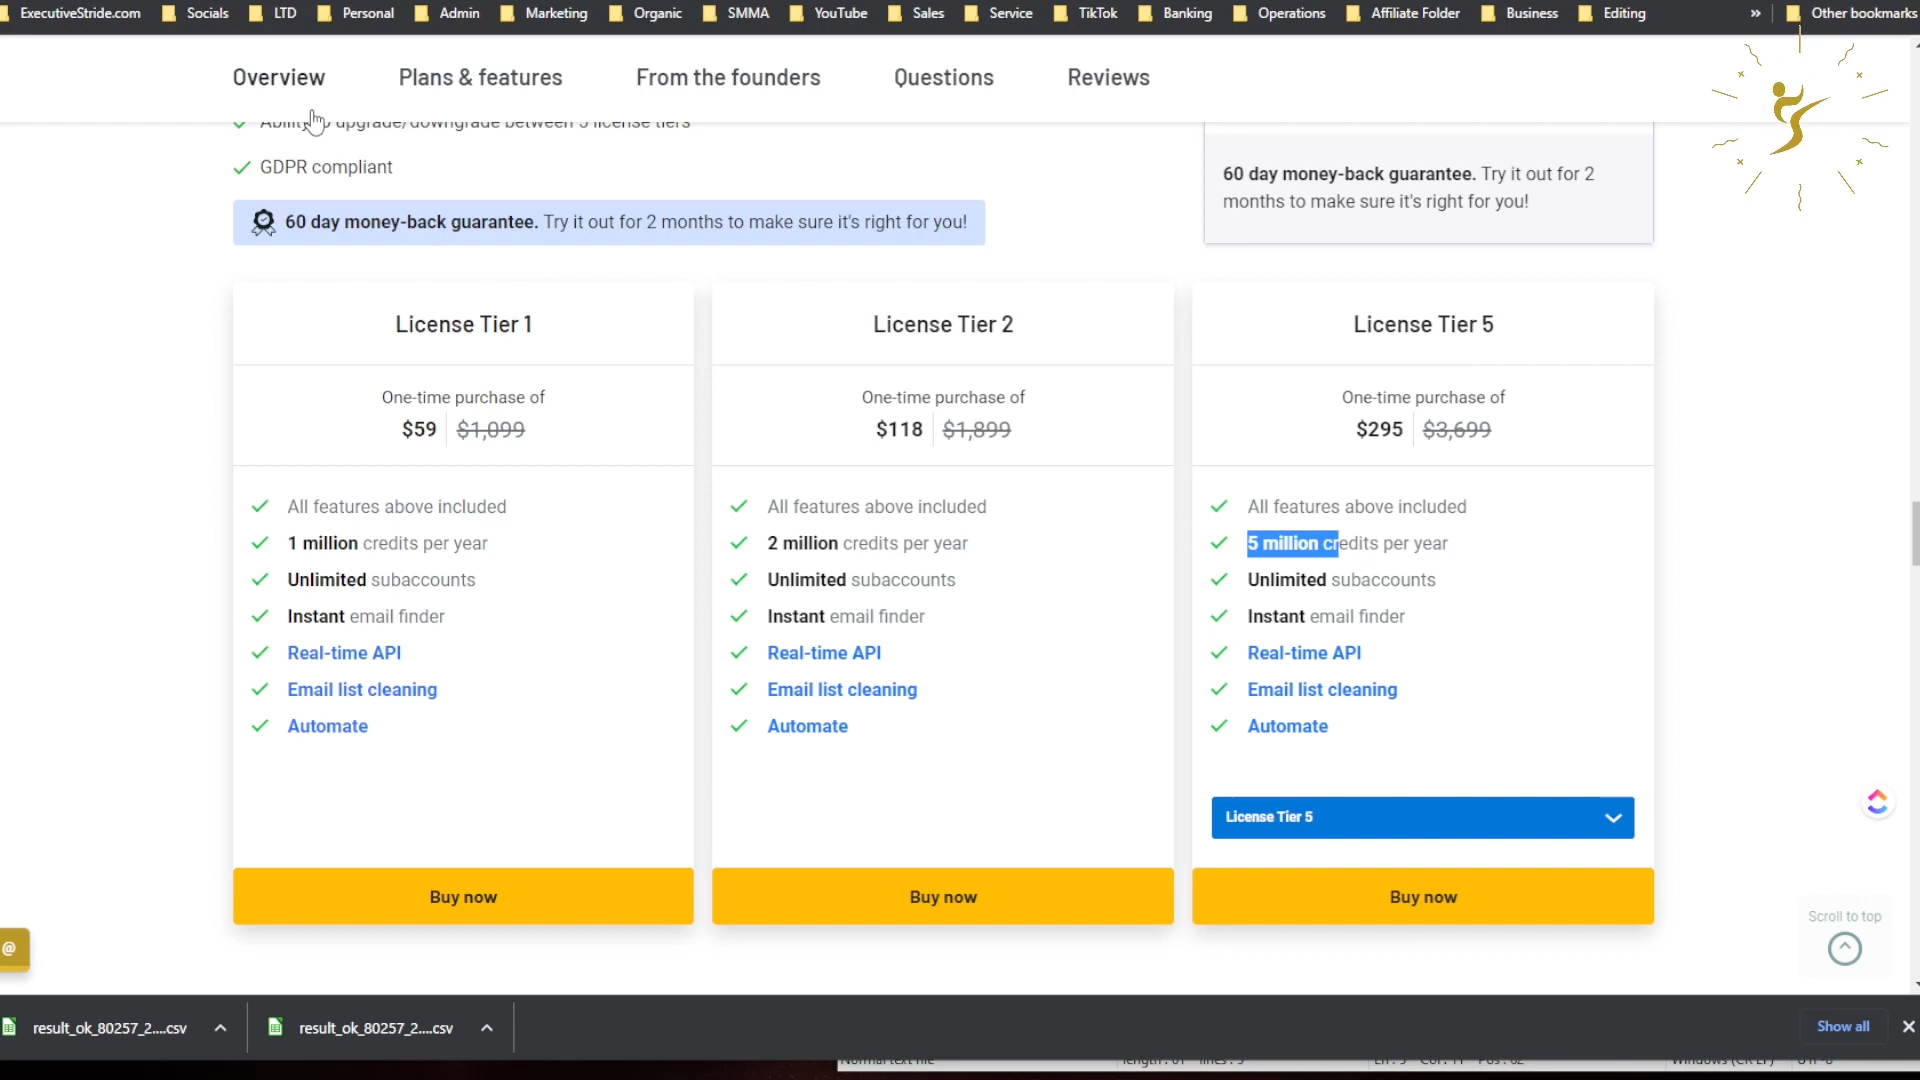 ExecutiveStride.com Socials LTD Personal Admin Marketing Organic SMMA YouTube Sales Service TikTok Banking Operations Affiliate Folder Business Editing » Other bookmarks
Overview Plans & features From the founders Questions Reviews
upgrade/downgrade between 5 license tiers
GDPR compliant
60 day money-back guarantee. Try it out for 2 months to make sure it's right for you!
60 day money-back guarantee. Try it out for 2
months to make sure it's right for you!
License Tier 1
One-time purchase of
$59 $1,099
All features above included
1 million credits per year
Unlimited subaccounts
Instant email finder
Real-time API
Email list cleaning
Automate
Buy now
License Tier 2
One-time purchase of
$118 $1,899
All features above included
2 million credits per year
Unlimited subaccounts
Instant email finder
Real-time API
Email list cleaning
Automate
Buy now
License Tier 5
One-time purchase of
$295 $3,699
All features above included
5 million credits per year
Unlimited subaccounts
Instant email finder
Real-time API
Email list cleaning
Automate
License Tier 5
Buy now
Scroll to top
@
result_ok_80257_2....csv result_ok_80257_2....csv Show all